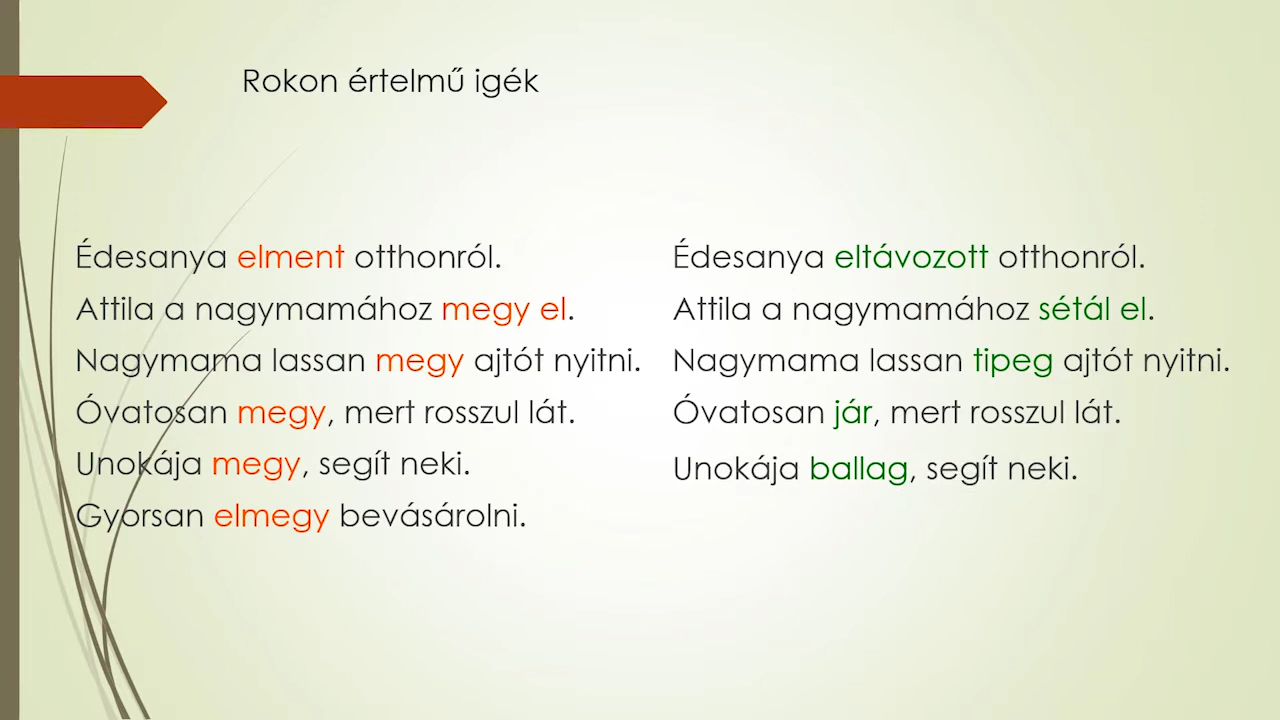 Rokon értelmű igék
Édesanya elment otthonról.
Attila a nagymamához megy el.
Nagymama lassan megy ajtót nyitni.
Óvatosan megy, mert rosszul lát.
Unokája megy, segít neki.
Gyorsan elmegy bevásárolni.
Édesanya eltávozott otthonról.
Attila a nagymamához sétál el.
Nagymama lassan tipeg ajtót nyitni.
Óvatosan jár, mert rosszul lát.
Unokája ballag, segít neki.